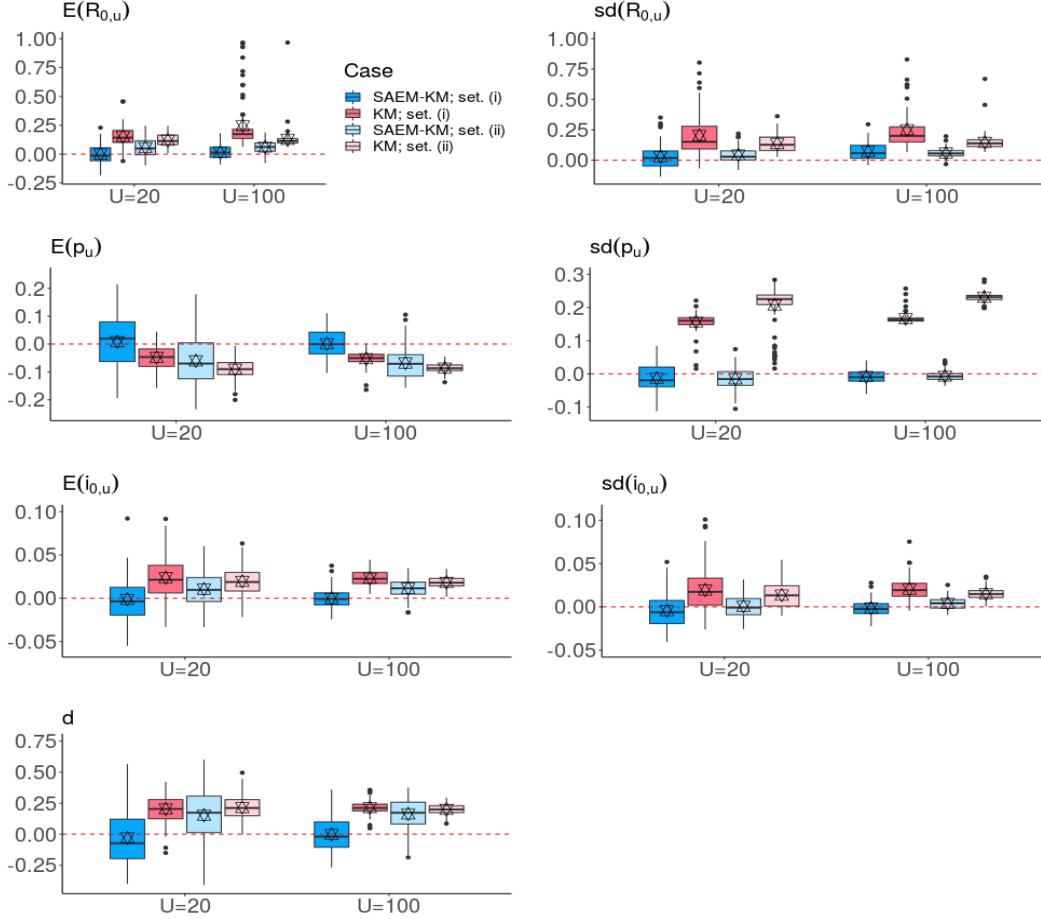 E(R0,u)
1.00
0.75
0.50
0.25
0.00
-0.25
U=20
U=100
Case
SAEM-KM; set. (i)
KM; set. (i)
SAEM-KM; set. (ii)
KM; set. (ii)
sd(R0,u)
1.00
0.75
0.50
0.25
0.00
U=20
U=100
E(pu)
0.2
0.1
0.0
-0.1
-0.2
U=20
U=100
sd(pu)
0.3
0.2
0.1
0.0
-0.1
U=20
U=100
E(i0,u)
0.10
0.05
0.00
-0.05
U=20
U=100
sd(i0,u)
0.10
0.05
0.00
-0.05
U=20
U=100
d
0.75
0.50
0.25
0.00
-0.25
U=20
U=100